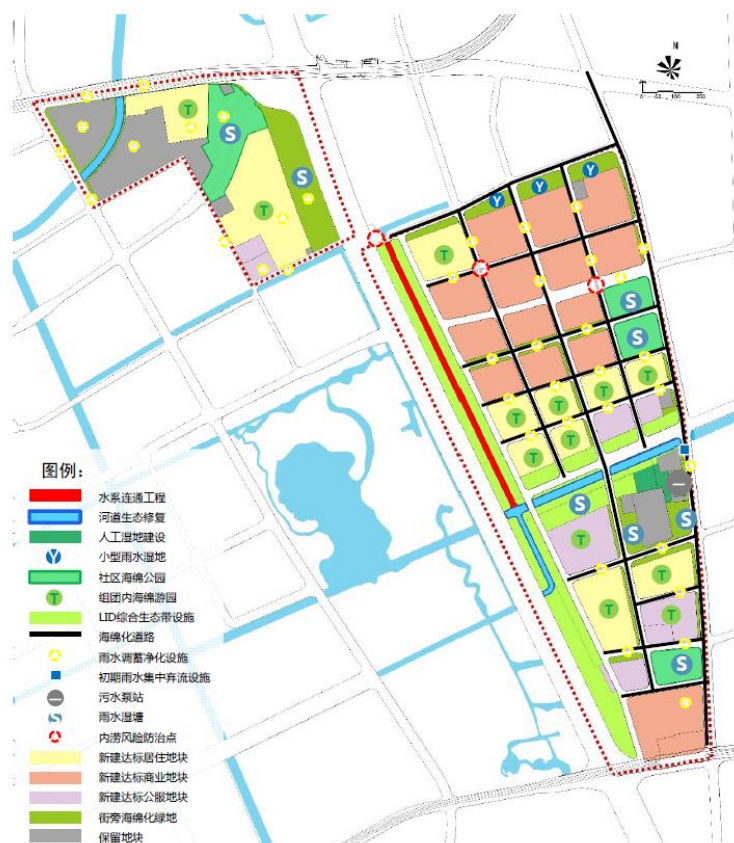 N
0 50 100 200
T
S
T
S
Y
Y
Y
T
S
S
T
T
T
T
T
T
S
T
S
S
T
T
T
S
图例：
水系连通工程
河道生态修复
人工湿地建设
Y 小型雨水湿地
社区海绵公园
T 组团内海绵游园
LID综合生态带设施
海绵化道路
雨水调蓄净化设施
初期雨水集中弃流设施
污水泵站
S 雨水湿塘
内涝风险防治点
新建达标居住地块
新建达标商业地块
新建达标公服地块
街旁海绵化绿地
保留地块